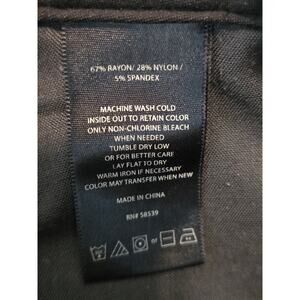 67% RAYON/ 28% NYLON/
5% SPANDEX
MACHINE WASH COLD
INSIDE OUT TO RETAIN COLOR
ONLY NON-CHLORINE BLEACH
WHEN NEEDED
TUMBLE DRY LOW
OR FOR BETTER CARE
LAY FLAT TO DRY
WARM IRON IF NECESSARY
COLOR MAY TRANSFER WHEN NEW
MADE IN CHINA
RN# 58539
or